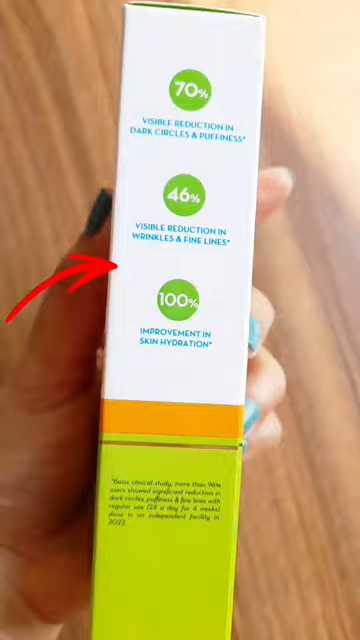 70%
VISIBLE REDUCTION IN
DARK CIRCLES & PUFFINESS*
46%
VISIBLE REDUCTION IN
WRINKLES & FINE LINES*
100%
IMPROVEMENT IN
SKIN HYDRATION*
*Basis clinical study, more than 96%
users showed significant reduction in
dark circles, puffiness & fine lines with
regular use (2X a day for 4 weeks)
done in an independent facility in
2022.